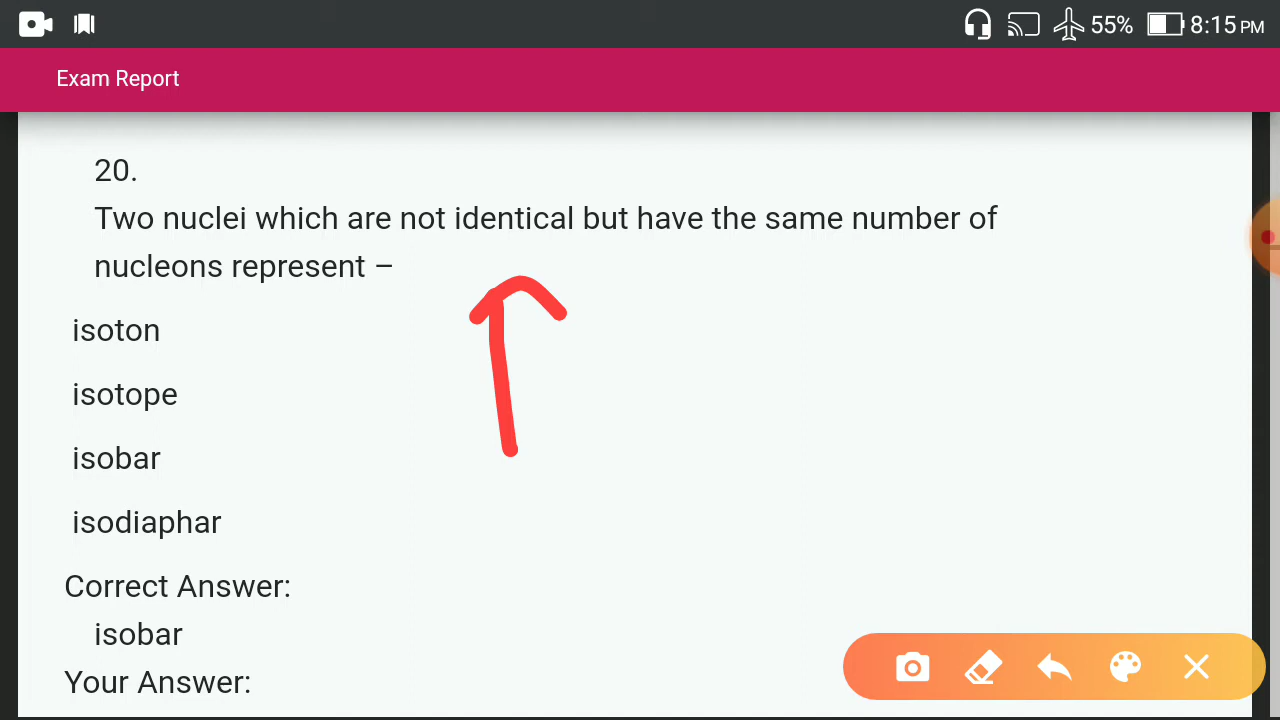 55% 8:15 PM
Exam Report
20.
Two nuclei which are not identical but have the same number of
nucleons represent –
isoton
isotope
isobar
isodiaphar
Correct Answer:
isobar
Your Answer: